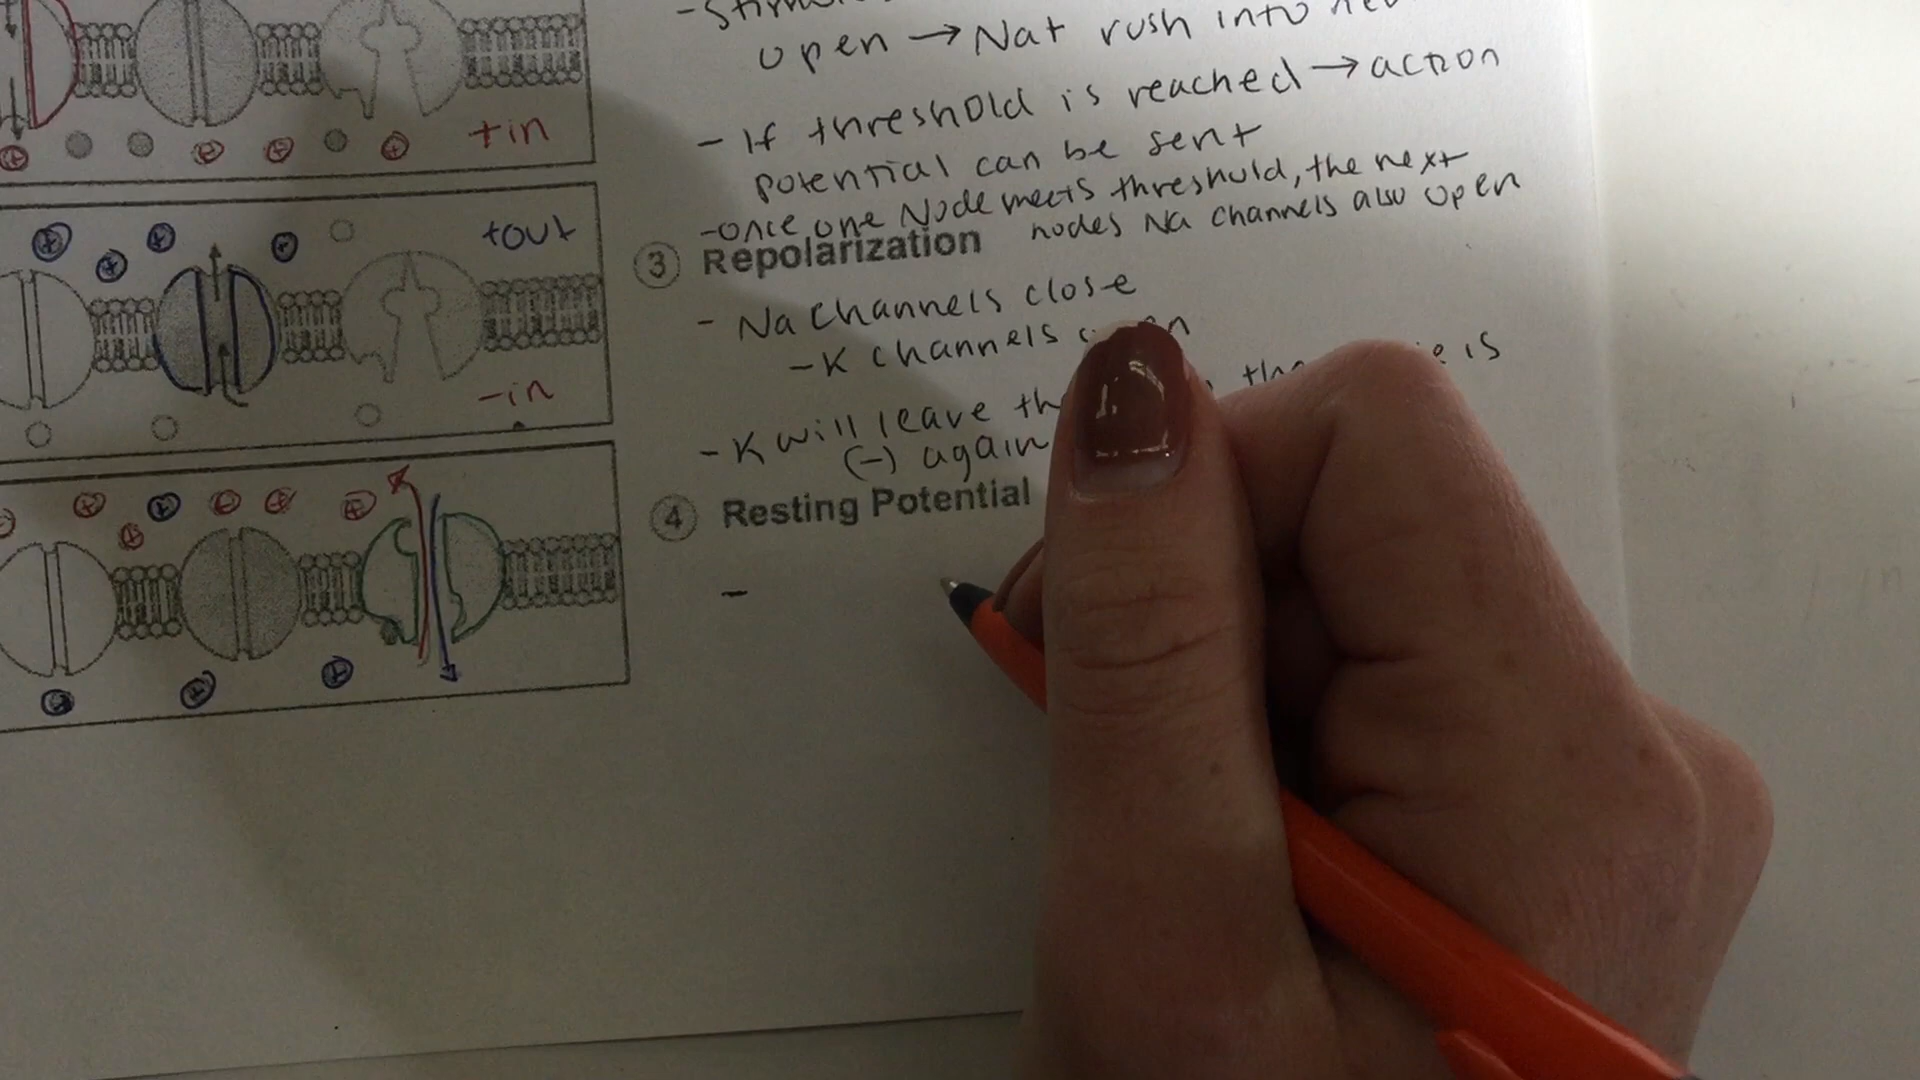 - Stimul
open → Na+ rush into
- If threshold is reached → action
potential can be sent
- once one Node meets threshold, the next
nodes Na channels also open
③ Repolarization
- Na channels close
- K channels
- K will leave is
(-) again
④ Resting Potential
-
+in
+out
-in